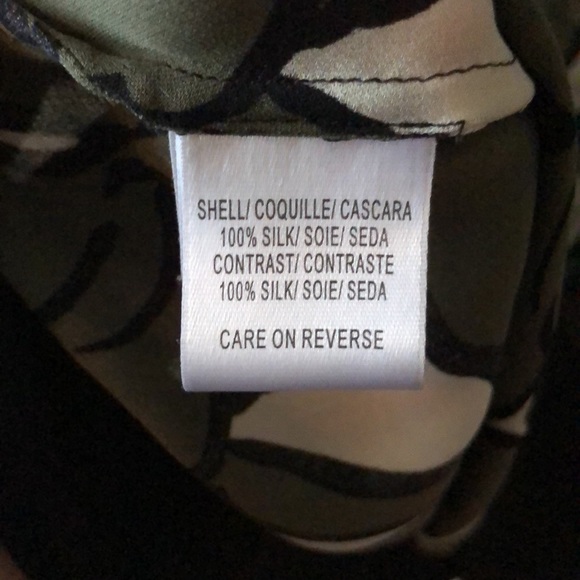 SHELL/ COQUILLE/ CASCARA
100% SILK/ SOIE/ SEDA
CONTRAST/ CONTRASTE
100% SILK/ SOIE/ SEDA
CARE ON REVERSE